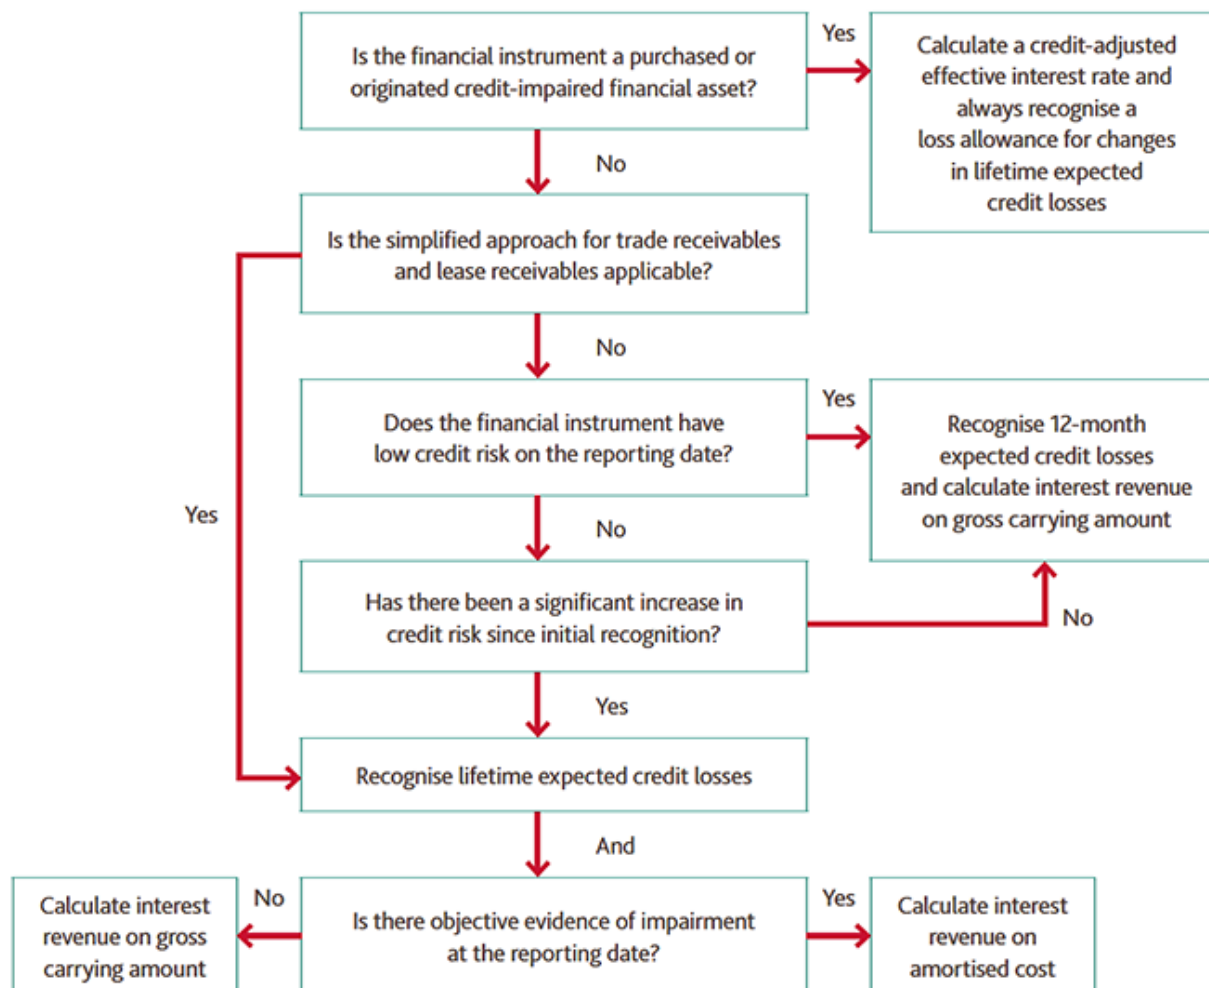 Is the financial instrument a purchased or
originated credit-impaired financial asset?
Yes
Calculate a credit-adjusted
effective interest rate and
always recognise a
loss allowance for changes
in lifetime expected
credit losses
No
Is the simplified approach for trade receivables
and lease receivables applicable?
No
Does the financial instrument have
low credit risk on the reporting date?
Yes
Recognise 12-month
expected credit losses
and calculate interest revenue
on gross carrying amount
Yes
No
Has there been a significant increase in
credit risk since initial recognition?
No
Yes
Recognise lifetime expected credit losses
And
Calculate interest
revenue on gross
carrying amount
No
Is there objective evidence of impairment
at the reporting date?
Yes
Calculate interest
revenue on
amortised cost